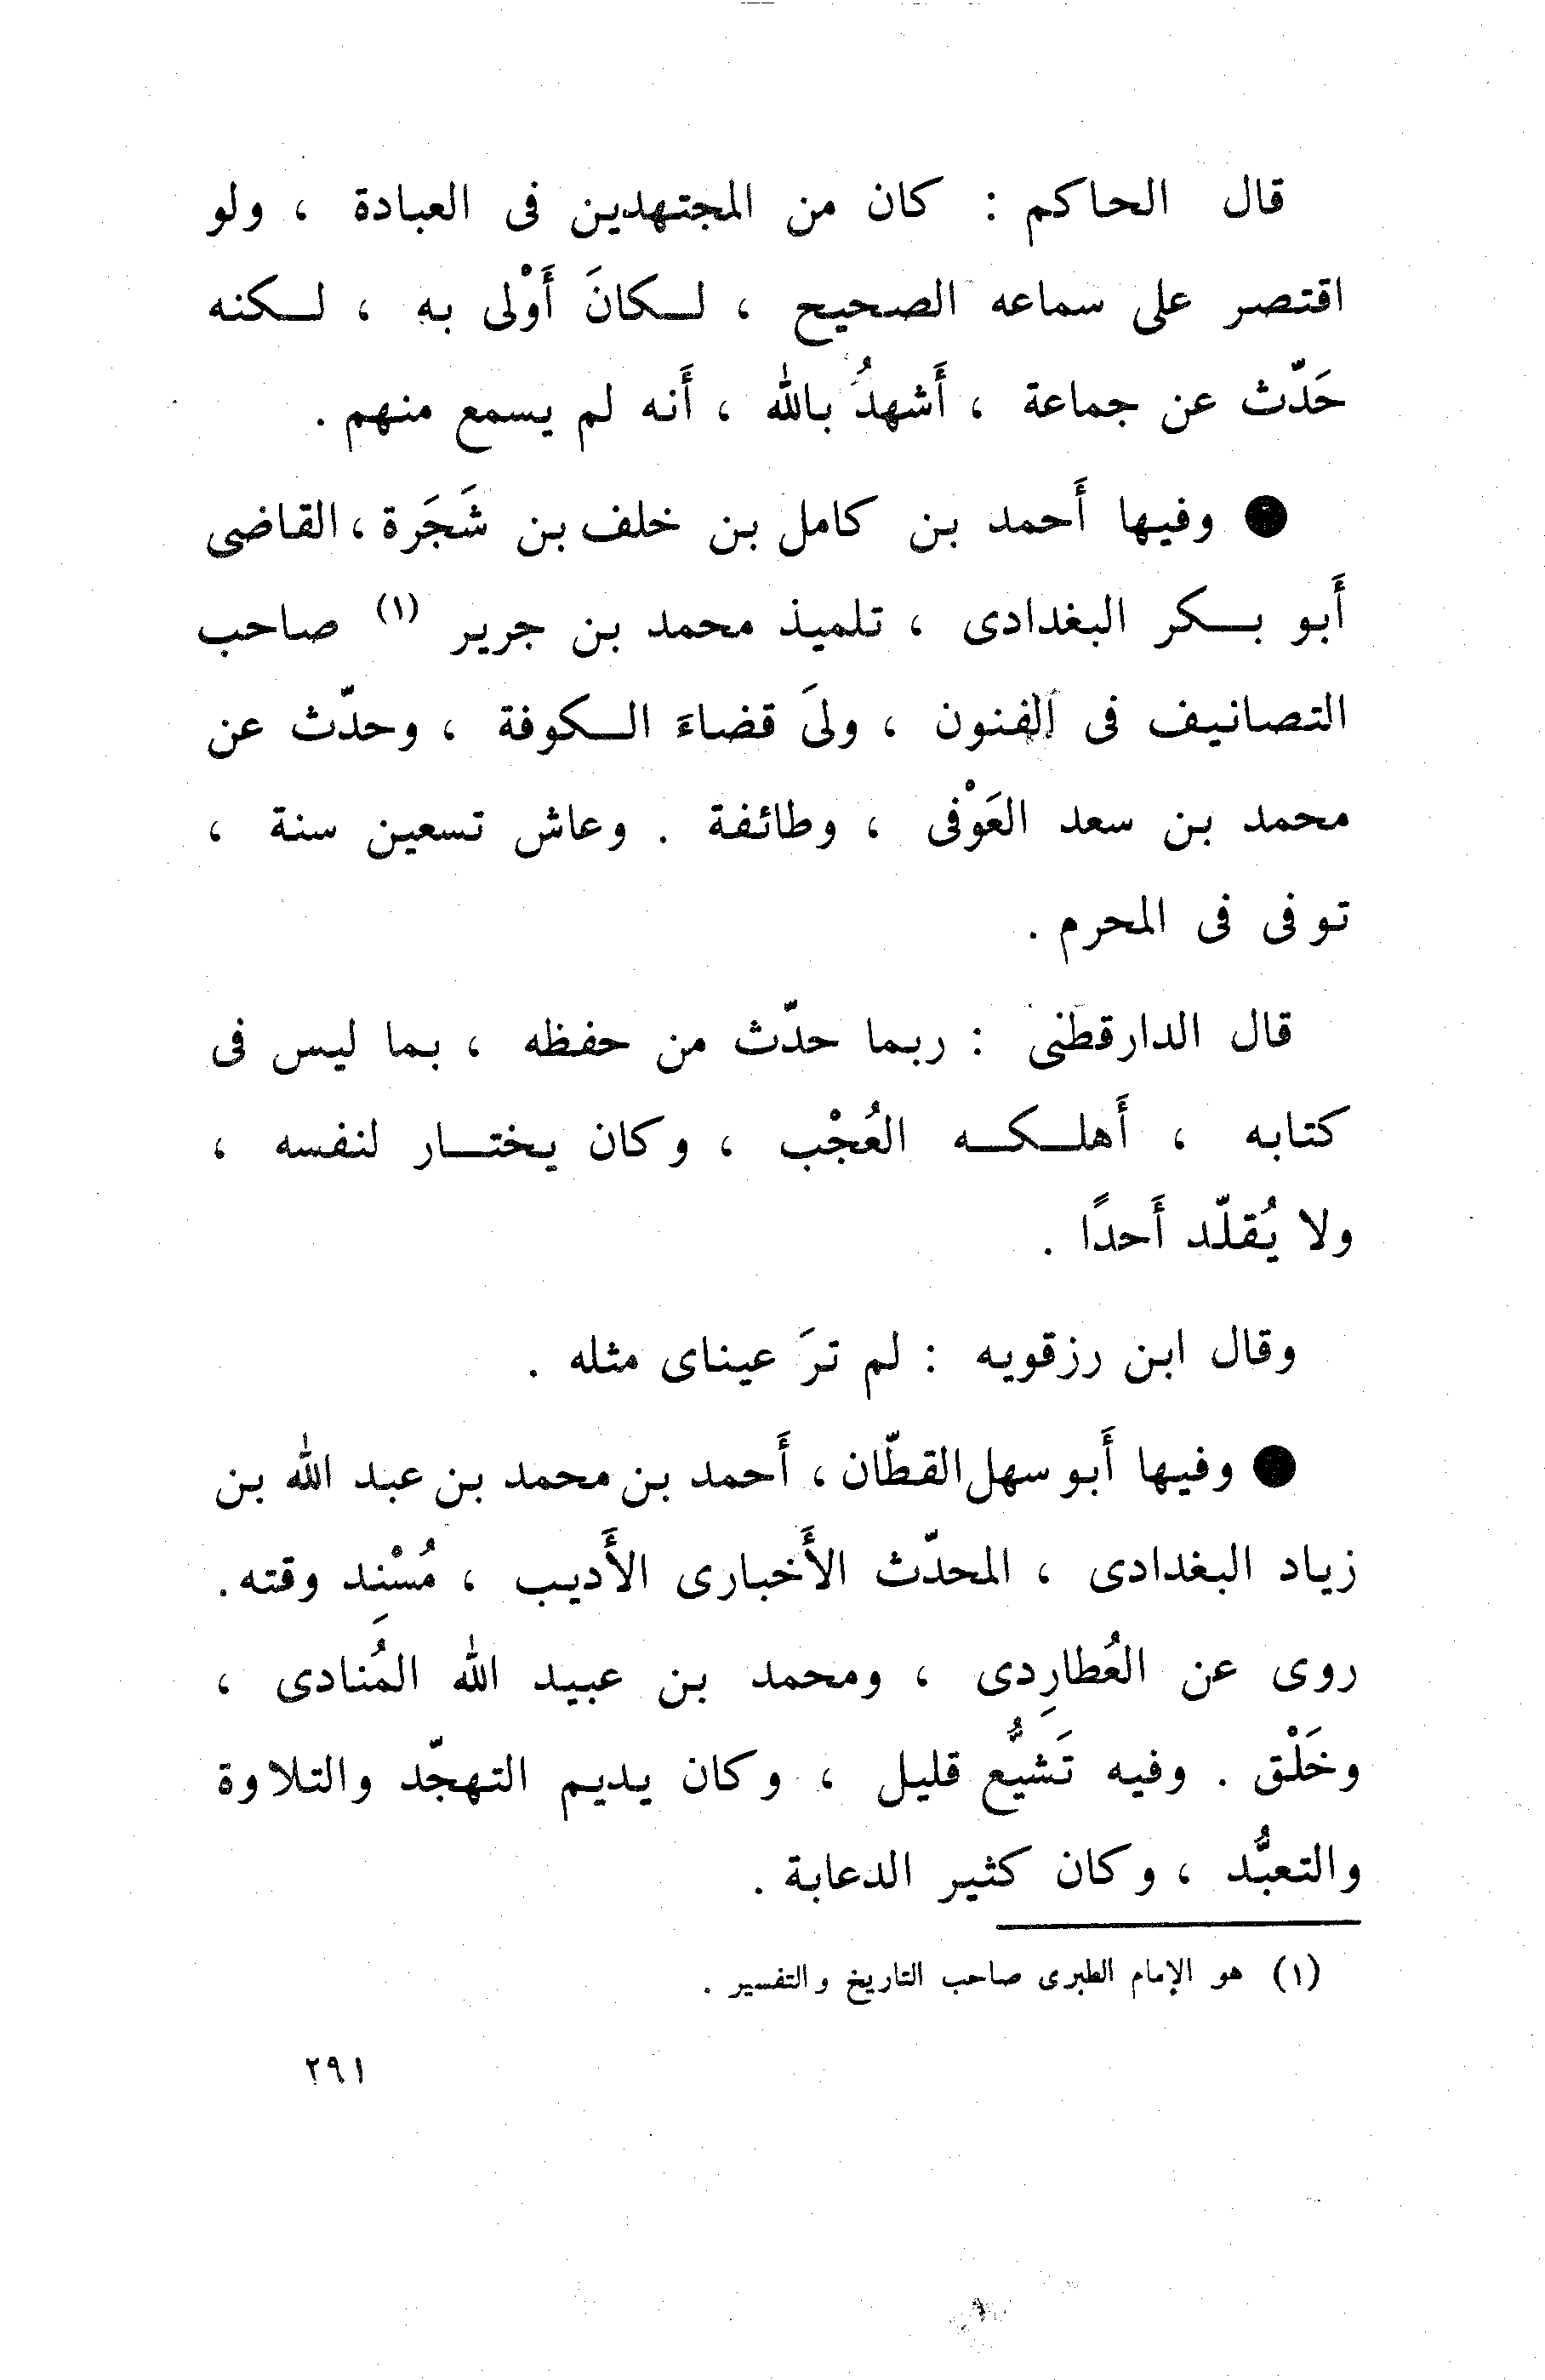 قال الحاكم : كان من المجتهدين فى العبادة ، ولو
اقتصر على سماعه الصحيح ، لكانَ أَوْلى به ، لكنه
حَدّث عن جماعة ، أَشهدُ بالله ، أَنه لم يسمع منهم .
● وفيها أَحمد بن كامل بن خلف بن شَجَرة ، القاضى
أَبو بكر البغدادى ، تلميذ محمد بن جرير (١) صاحب
التصانيف فى الفنون ، ولىَ قضاءَ الكوفة ، وحدّث عن
محمد بن سعد العَوْفى ، وطائفة . وعاش تسعين سنة ،
توفى فى المحرم .
قال الدارقطنى : ربما حدّث من حفظه ، بما ليس فى
كتابه ، أَهلكه العُجْب ، وكان يختار لنفسه ،
ولا يُقلّد أَحدًا .
وقال ابن رزقويه : لم ترَ عيناى مثله .
● وفيها أَبو سهل القطّان ، أَحمد بن محمد بن عبد الله بن
زياد البغدادى ، المحدّث الأَخبارى الأَديب ، مُسْنِد وقته .
روى عن العُطارِدى ، ومحمد بن عبيد الله المُنادى ،
وخَلْق . وفيه تَشيُّع قليل ، وكان يديم التهجّد والتلاوة
والتعبُّد ، وكان كثير الدعابة .
(١) هو الإمام الطبرى صاحب التاريخ والتفسير .
٢٩١